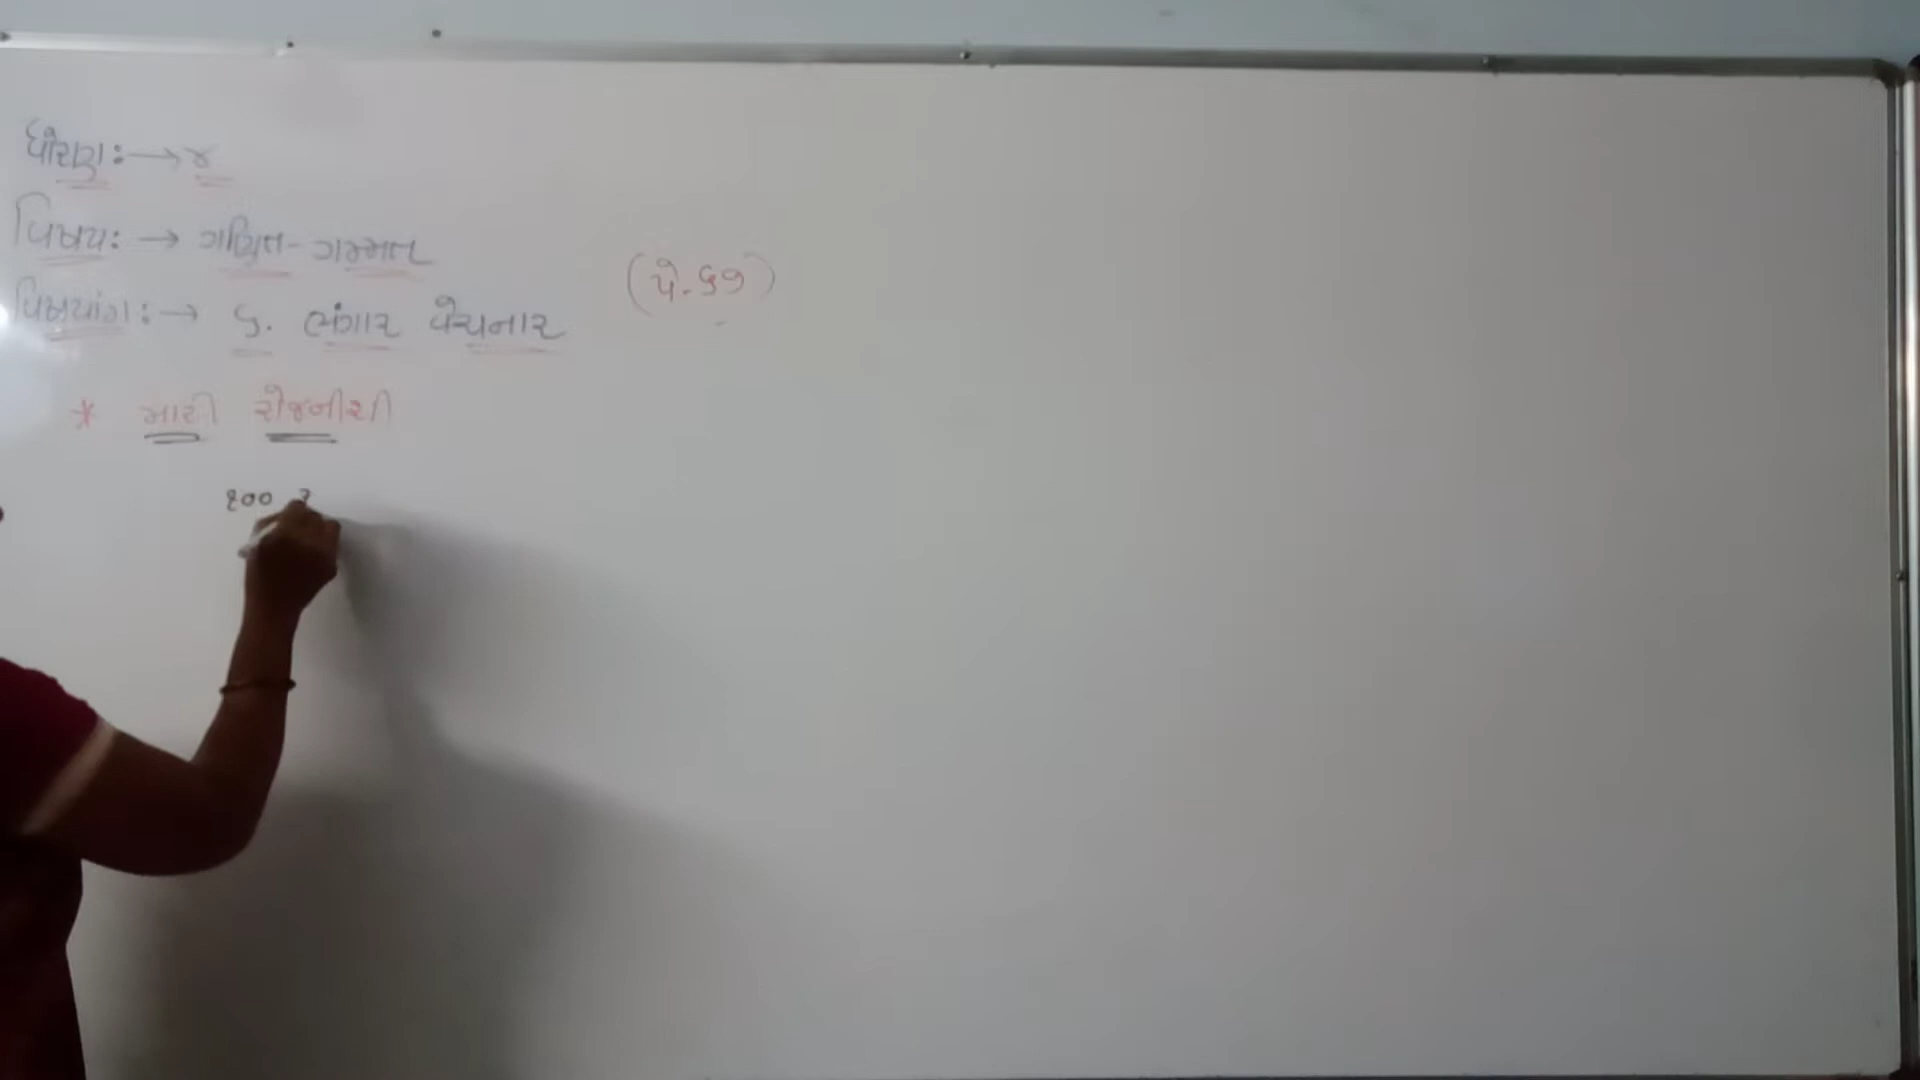 ધોરણ : → ૪
વિષય : → ગણિત - ગમ્મત
વિષયાંગ : → ૬. ભંગાર વેચનાર
(પે. ૬૭)
* મારી રોજનીશી
૧૦૦